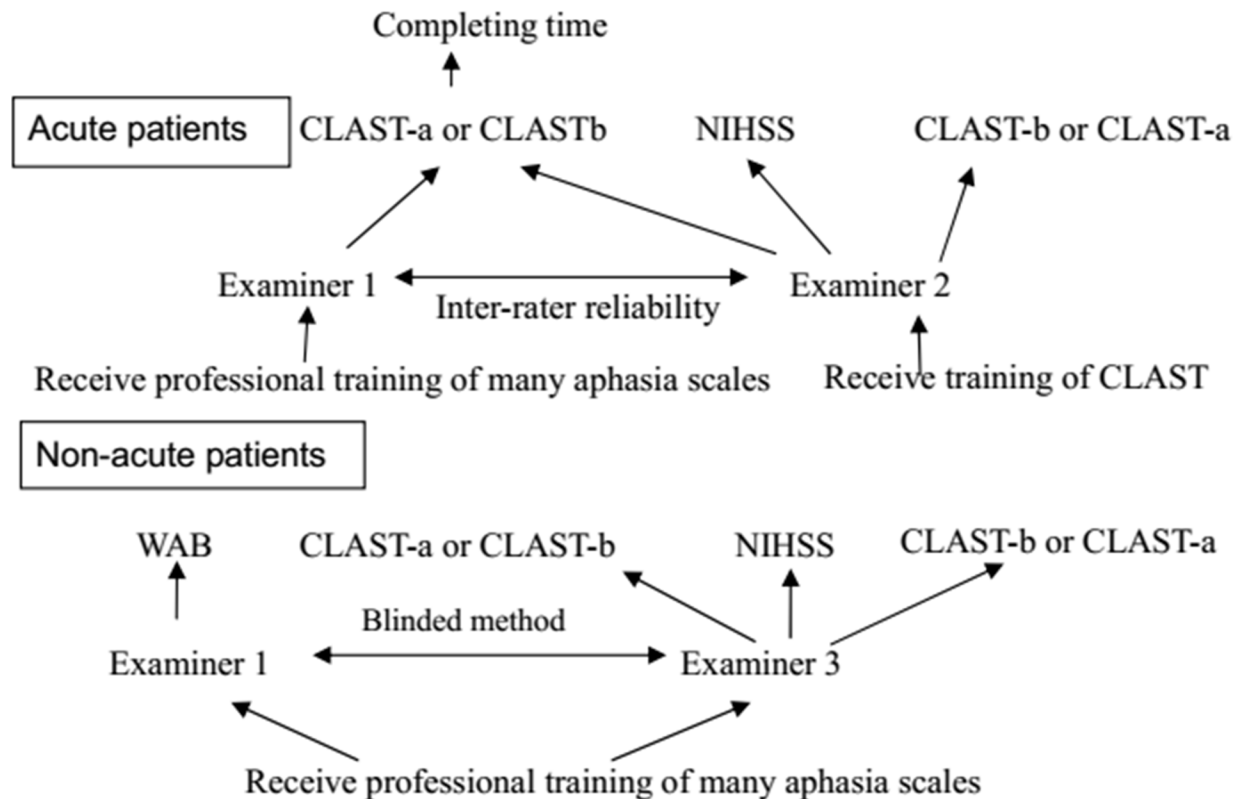 Completing time
Acute patients
CLAST-a or CLASTb
NIHSS
CLAST-b or CLAST-a
Examiner 1
Inter-rater reliability
Examiner 2
Receive professional training of many aphasia scales
Receive training of CLAST
Non-acute patients
WAB
CLAST-a or CLAST-b
NIHSS
CLAST-b or CLAST-a
Blinded method
Examiner 1
Examiner 3
Receive professional training of many aphasia scales